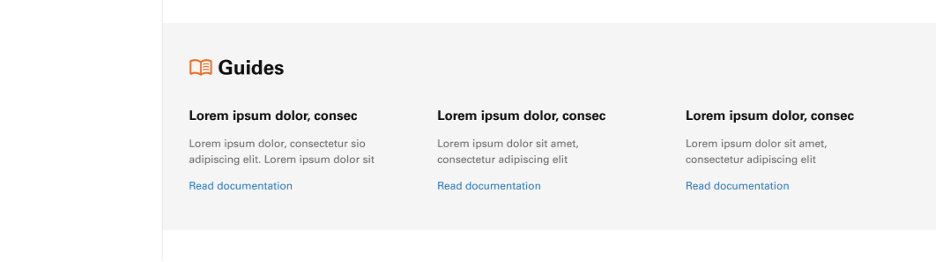 Guides
Lorem ipsum dolor, consec
Lorem ipsum dolor, consectetur sio
adipiscing elit. Lorem ipsum dolor sit
Read documentation
Lorem ipsum dolor, consec
Lorem ipsum dolor sit amet,
consectetur adipiscing elit
Read documentation
Lorem ipsum dolor, consec
Lorem ipsum dolor sit amet,
consectetur adipiscing elit
Read documentation